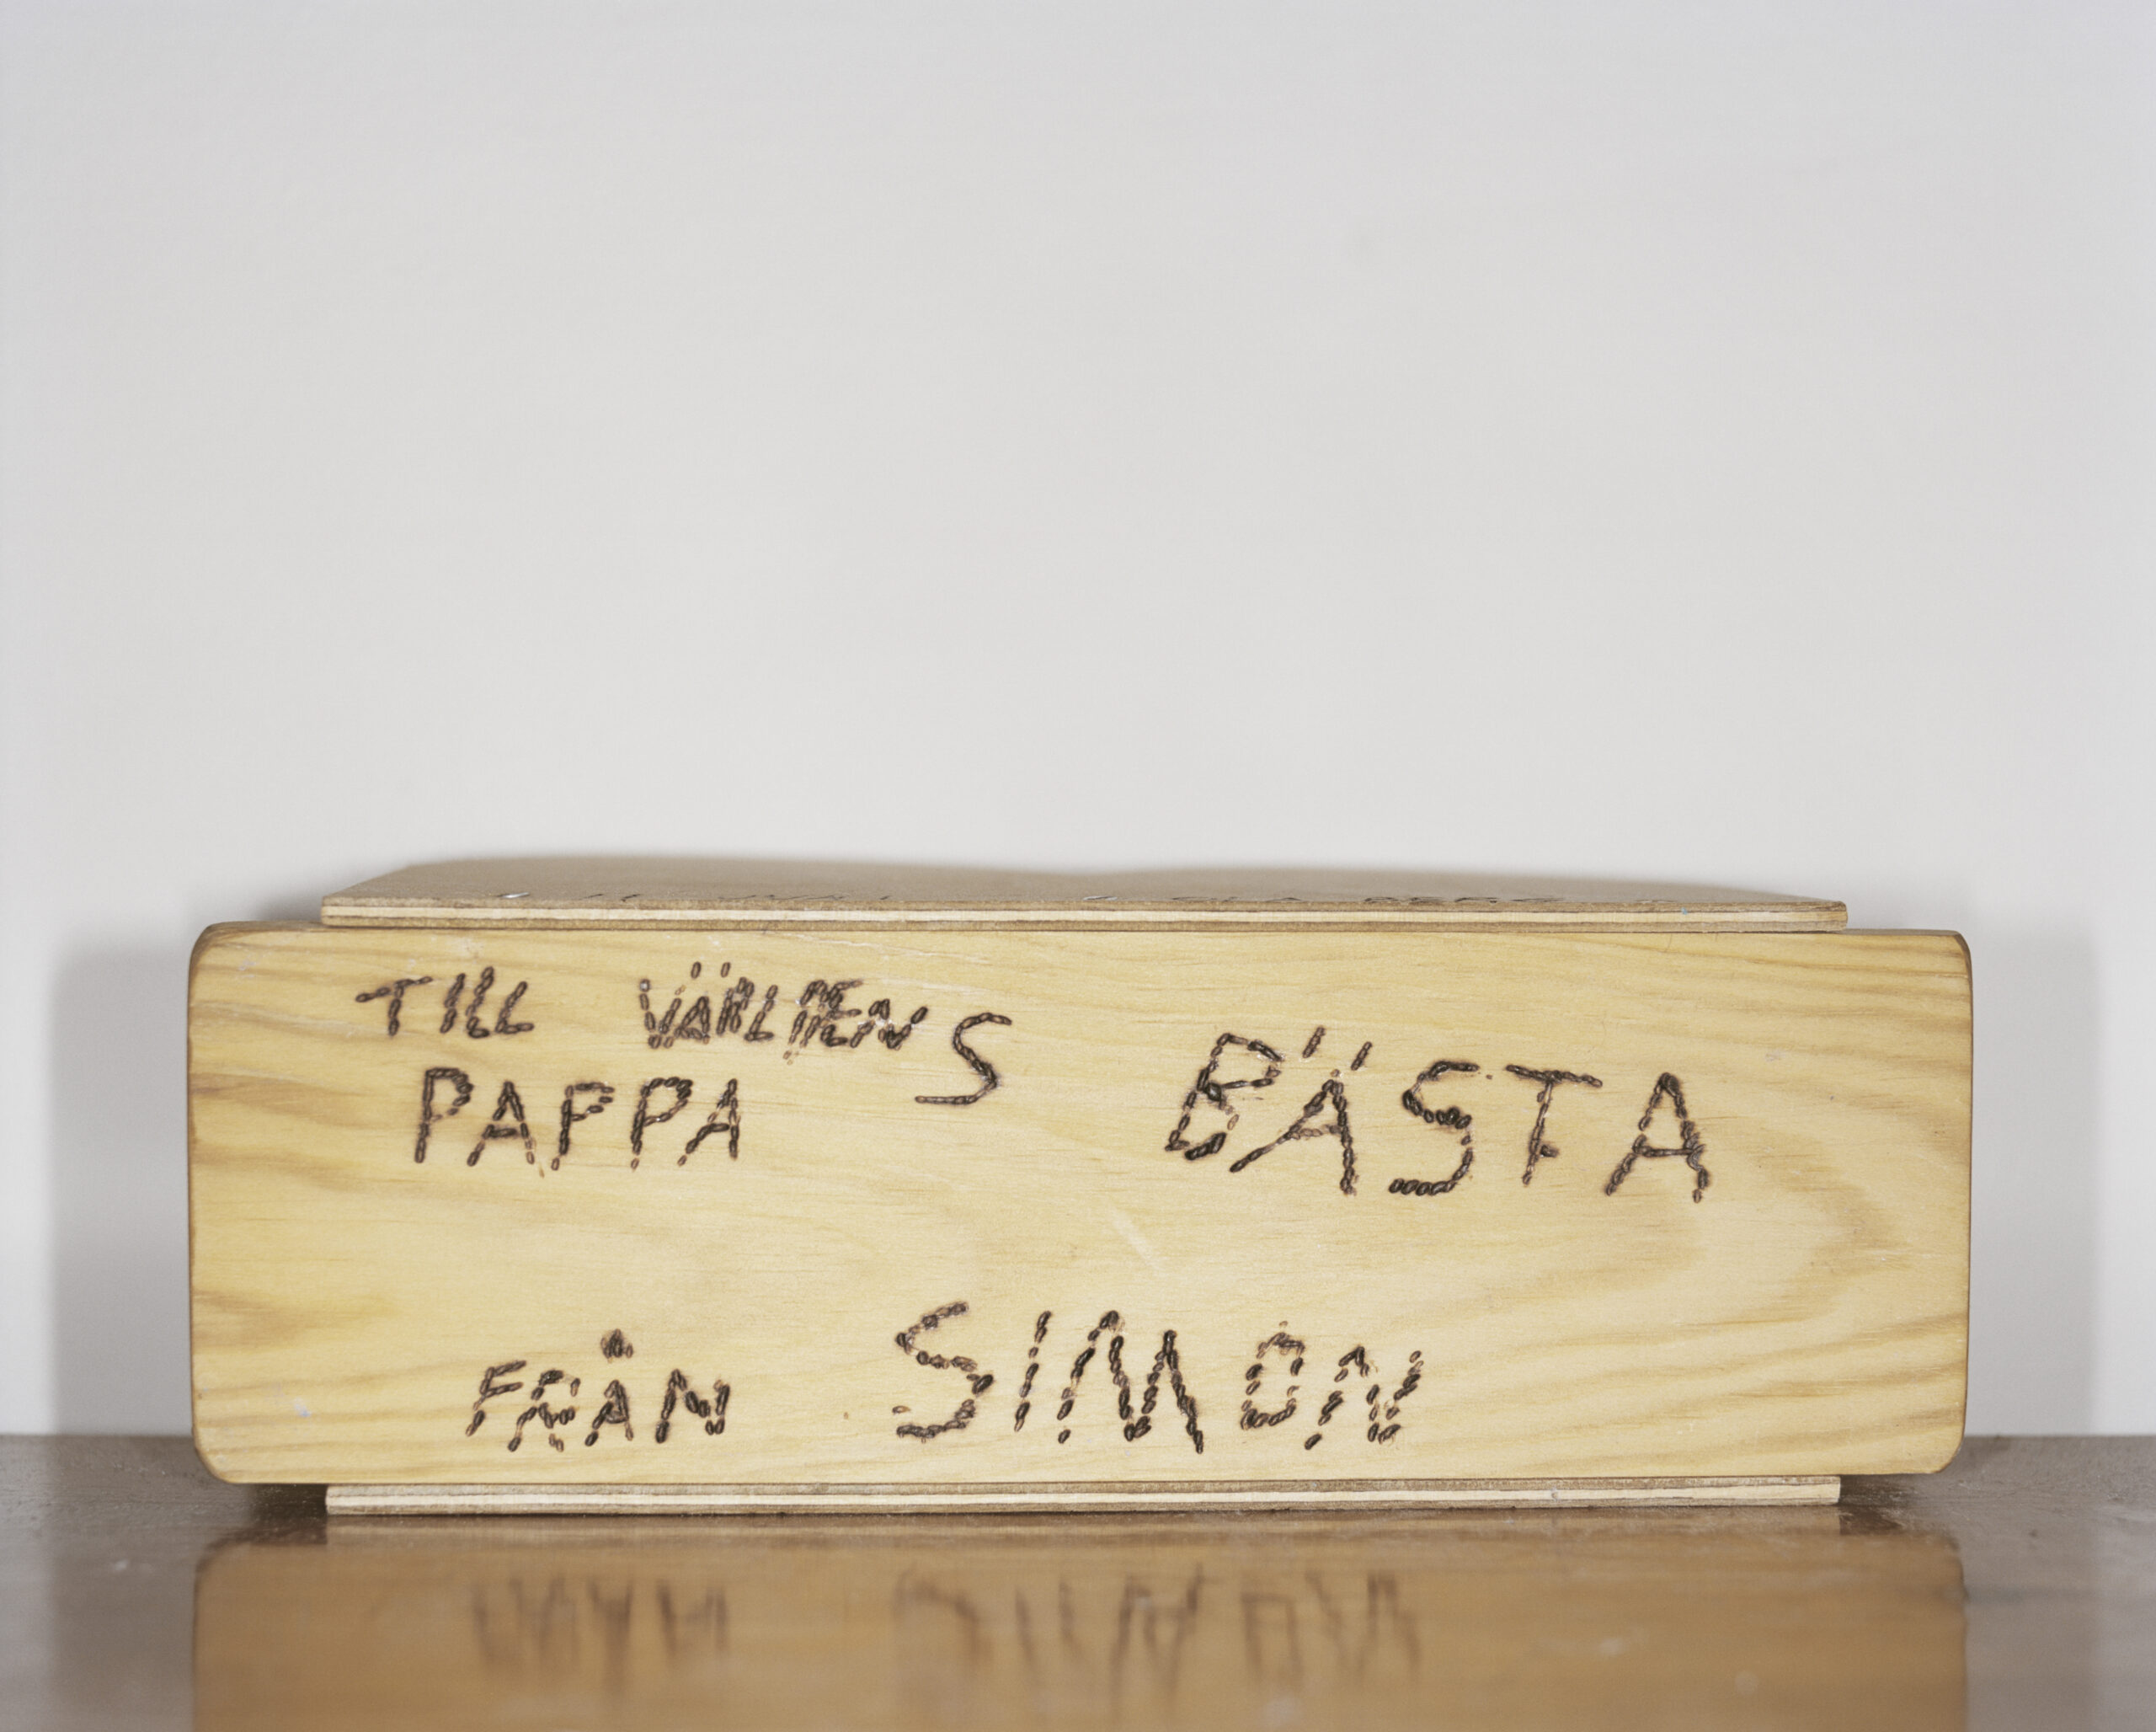 TILL VÄRLDENS BÄSTA
PAPPA
FRÅN SIMON